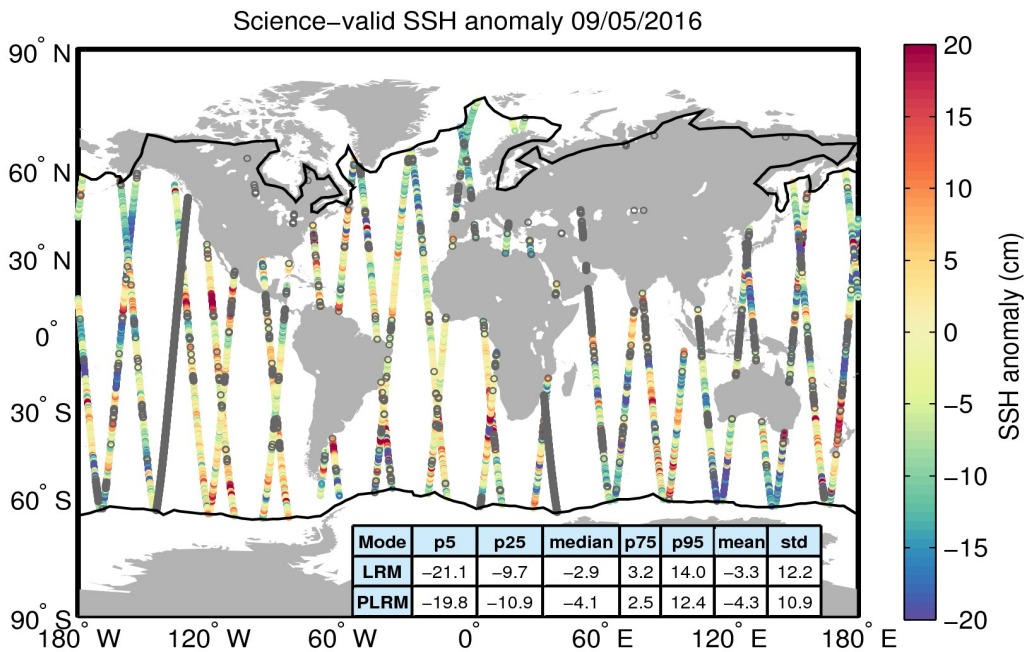 Science−valid SSH anomaly 09/05/2016
90° N
60° N
30° N
0°
30° S
60° S
90° S
180° W
120° W
60° W
0°
60° E
120° E
180° E
Mode p5 p25 median p75 p95 mean std
LRM −21.1 −9.7 −2.9 3.2 14.0 −3.3 12.2
PLRM −19.8 −10.9 −4.1 2.5 12.4 −4.3 10.9
20
15
10
5
0
−5
−10
−15
−20
SSH anomaly (cm)